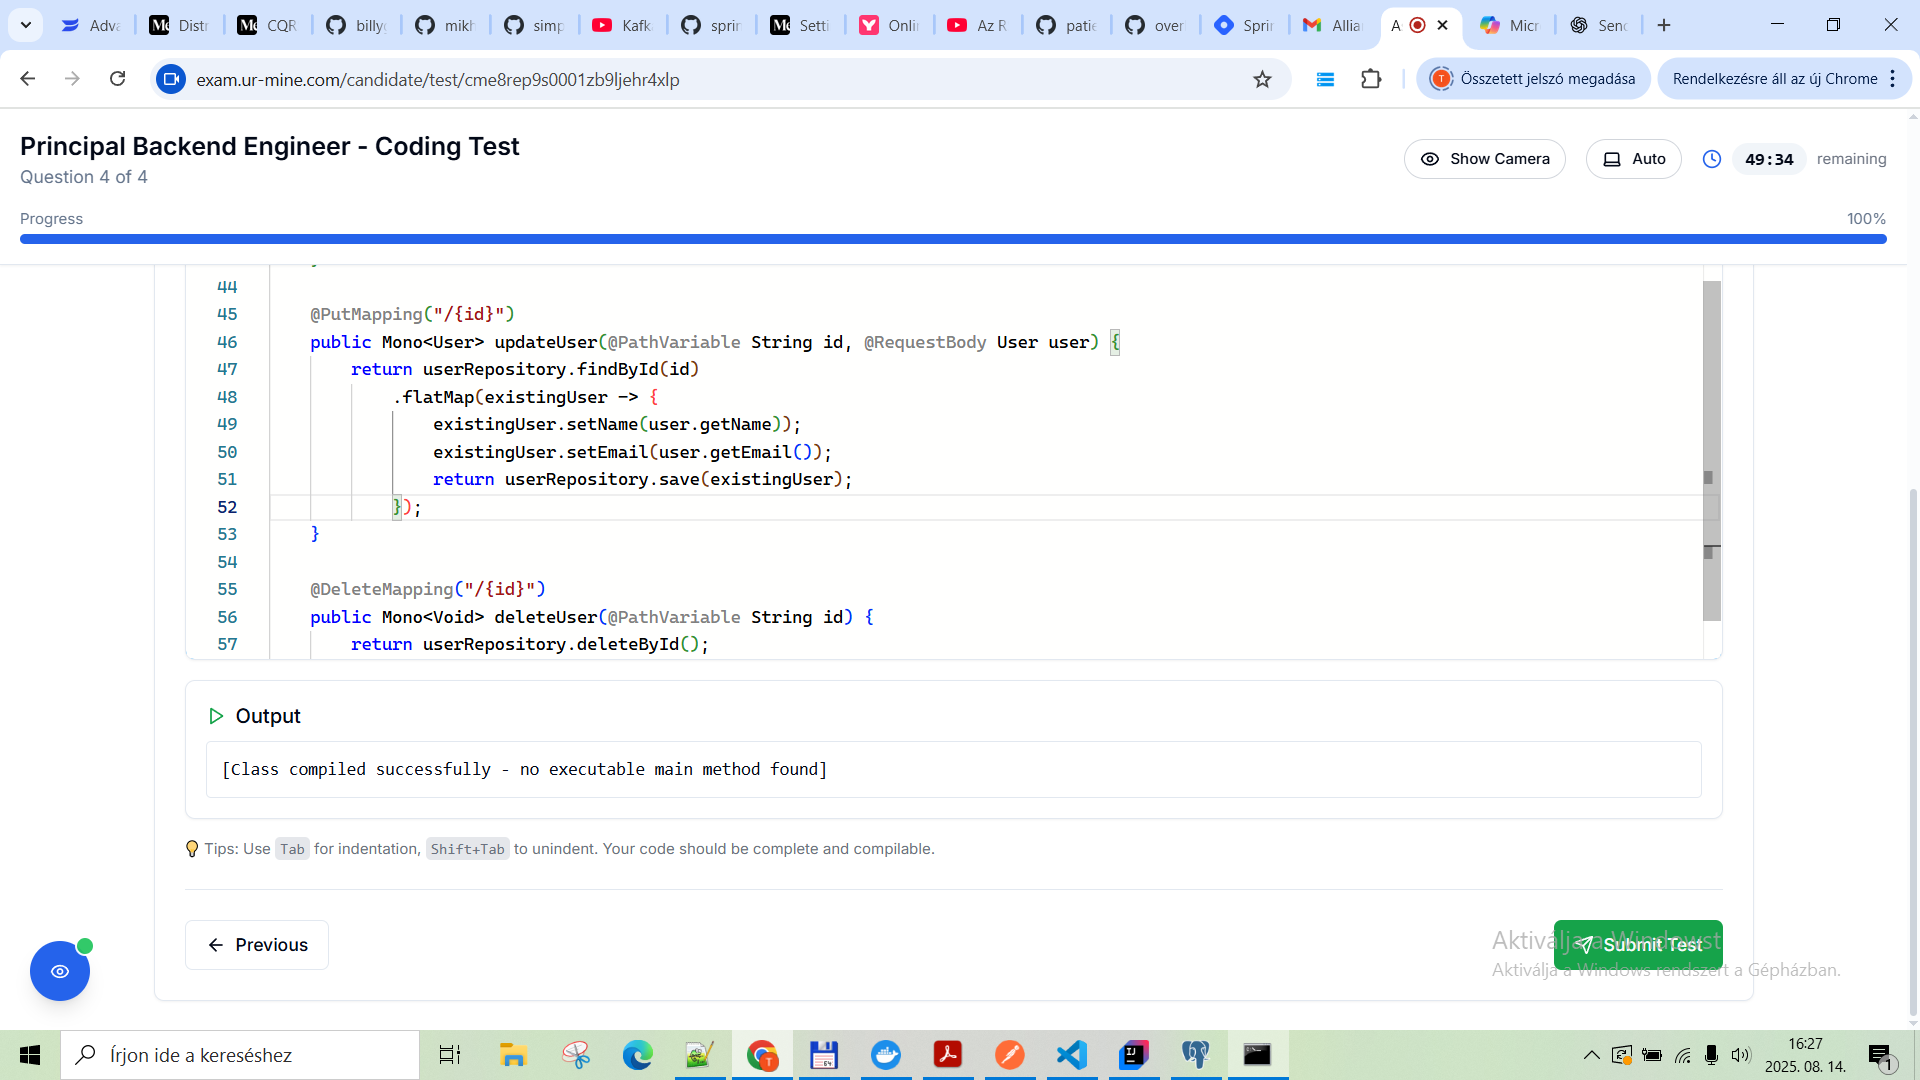 Adva
Distr
CQR
billyg
mikh
simp
Kafk
sprin
Setti
Onli
Az R
patie
over
Sprin
Allia
A
Micr
Senc
exam.ur-mine.com/candidate/test/cme8rep9s0001zb9ljehr4xlp
Összetett jelszó megadása
Rendelkezésre áll az új Chrome
Principal Backend Engineer - Coding Test
Question 4 of 4
Show Camera
Auto
49:34 remaining
Progress
100%
44
45 @PutMapping("/{id}")
46 public Mono<User> updateUser(@PathVariable String id, @RequestBody User user) {
47 return userRepository.findById(id)
48 .flatMap(existingUser -> {
49 existingUser.setName(user.getName));
50 existingUser.setEmail(user.getEmail());
51 return userRepository.save(existingUser);
52 });
53 }
54
55 @DeleteMapping("/{id}")
56 public Mono<Void> deleteUser(@PathVariable String id) {
57 return userRepository.deleteById();
Output
[Class compiled successfully - no executable main method found]
Tips: Use Tab for indentation, Shift+Tab to unindent. Your code should be complete and compilable.
Previous
Submit Test
Aktiválja a Windowst
Aktiválja a Windows rendszert a Gépházban.
Írjon ide a kereséshez
16:27
2025. 08. 14.
1